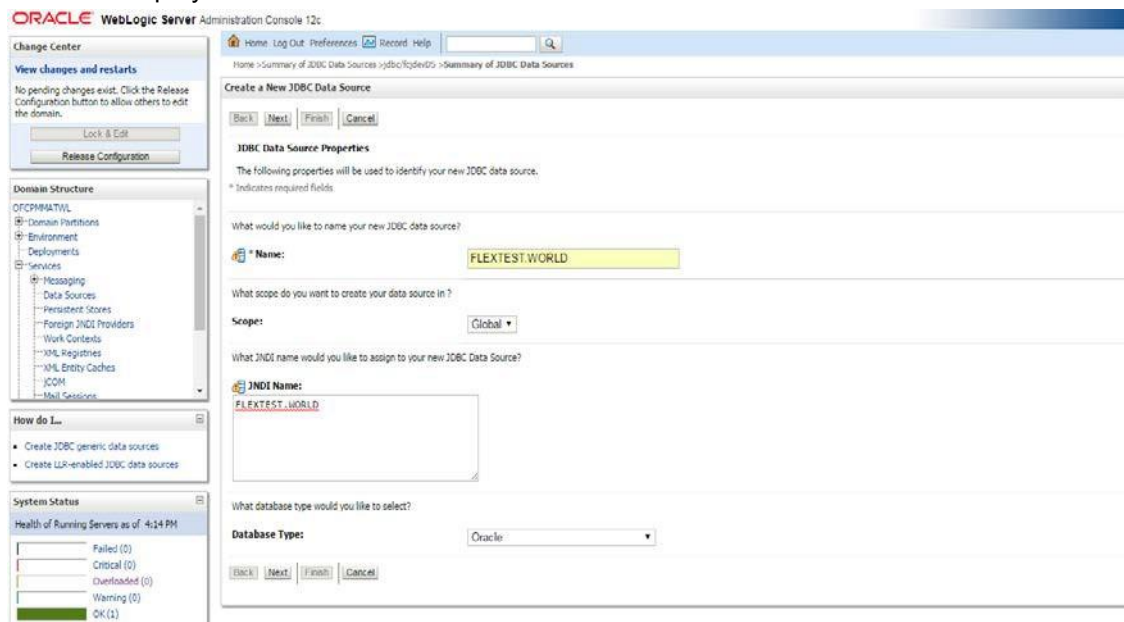 ORACLE WebLogic Server Administration Console 12c
Change Center
View changes and restarts
No pending changes exist. Click the Release
Configuration button to allow others to edit
the domain.
Lock & Edit
Release Configuration
Domain Structure
OFCPMMATWL
Domain Partitions
Environment
Deployments
Services
Messaging
Data Sources
Persistent Stores
Foreign JNDI Providers
Work Contexts
XML Registries
XML Entity Caches
jCOM
Mail Sessions
How do I...
Create JDBC generic data sources
Create LLR-enabled JDBC data sources
System Status
Health of Running Servers as of 4:14 PM
Failed (0)
Critical (0)
Overloaded (0)
Warning (0)
OK (1)
Home Log Out Preferences Record Help
Home >Summary of JDBC Data Sources >jdbc/fcjdevDS >Summary of JDBC Data Sources
Create a New JDBC Data Source
Back Next Finish Cancel
JDBC Data Source Properties
The following properties will be used to identify your new JDBC data source.
* Indicates required fields
What would you like to name your new JDBC data source?
* Name: FLEXTEST.WORLD
What scope do you want to create your data source in ?
Scope: Global
What JNDI name would you like to assign to your new JDBC Data Source?
JNDI Name:
FLEXTEST.WORLD
What database type would you like to select?
Database Type: Oracle
Back Next Finish Cancel